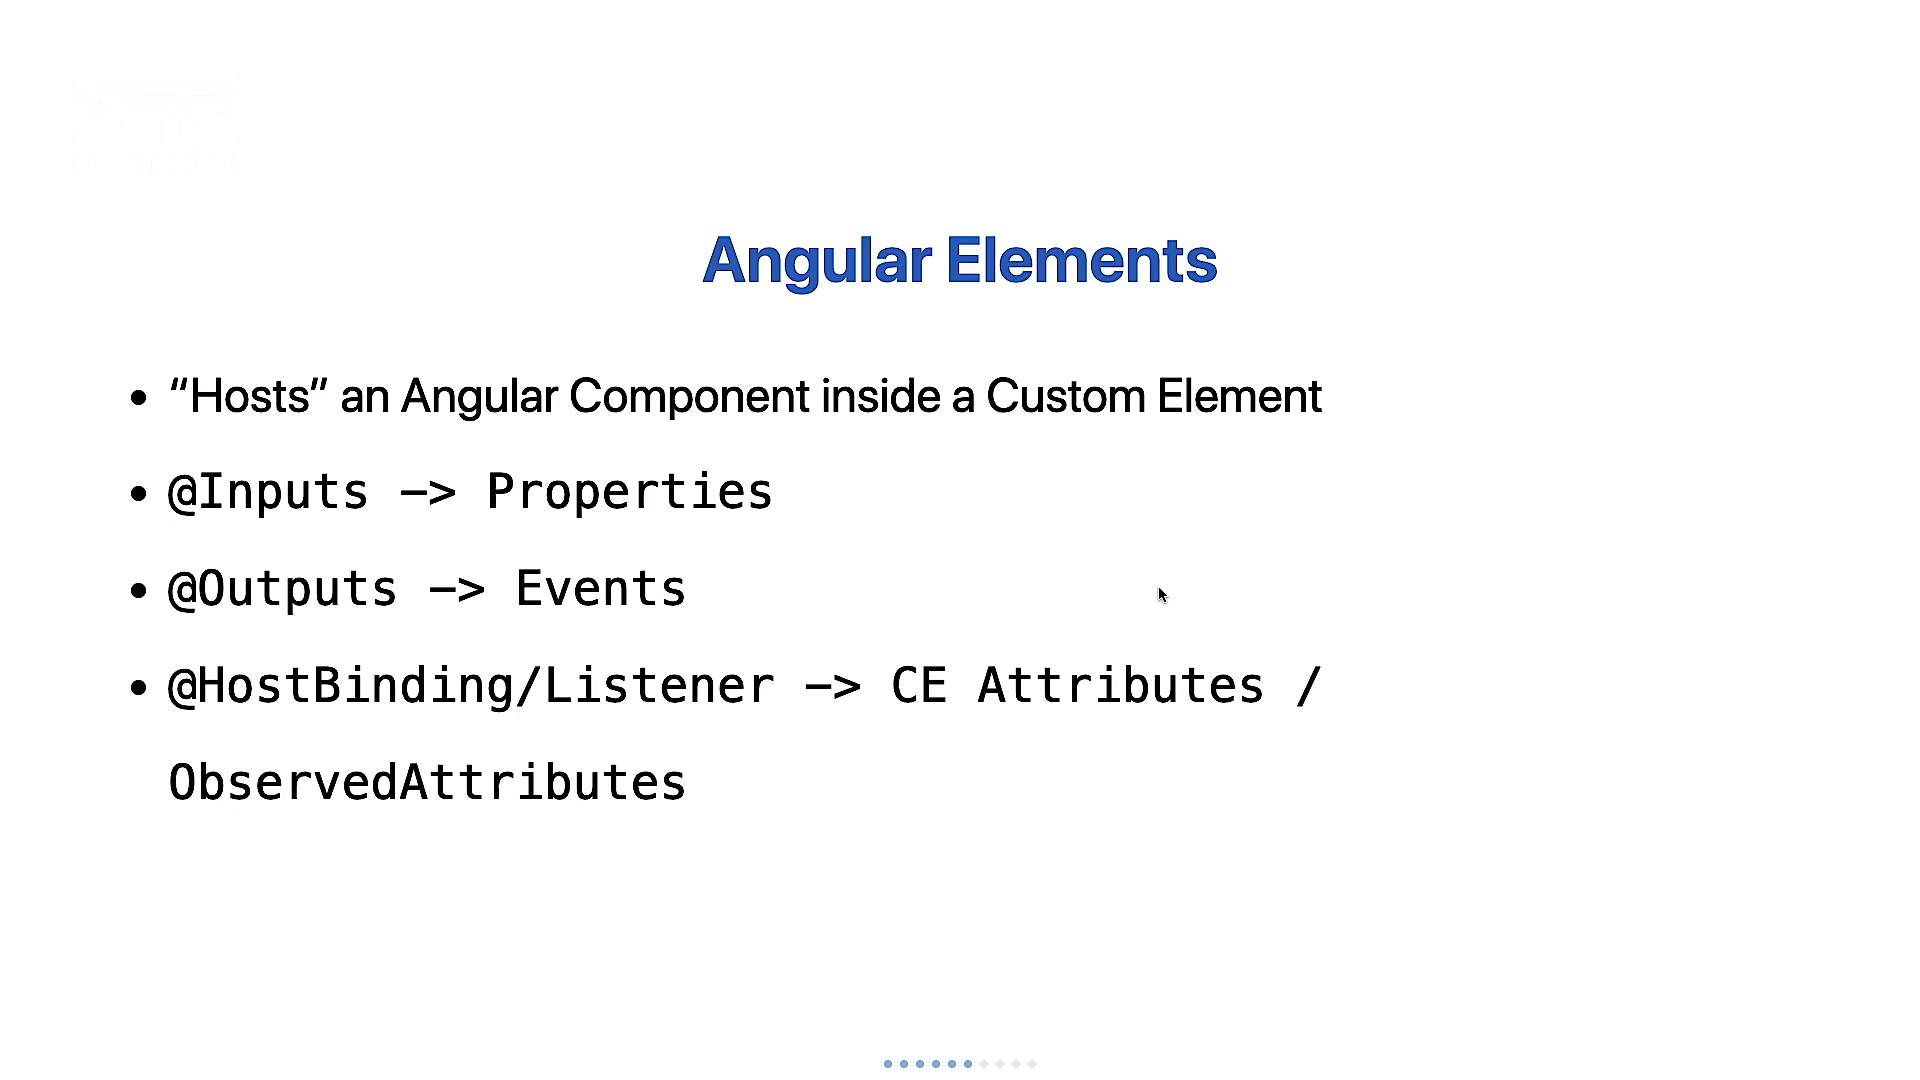 Angular Elements
• “Hosts” an Angular Component inside a Custom Element
• @Inputs —> Properties
• @Outputs —> Events
• @HostBinding/Listener —> CE Attributes /
ObservedAttributes